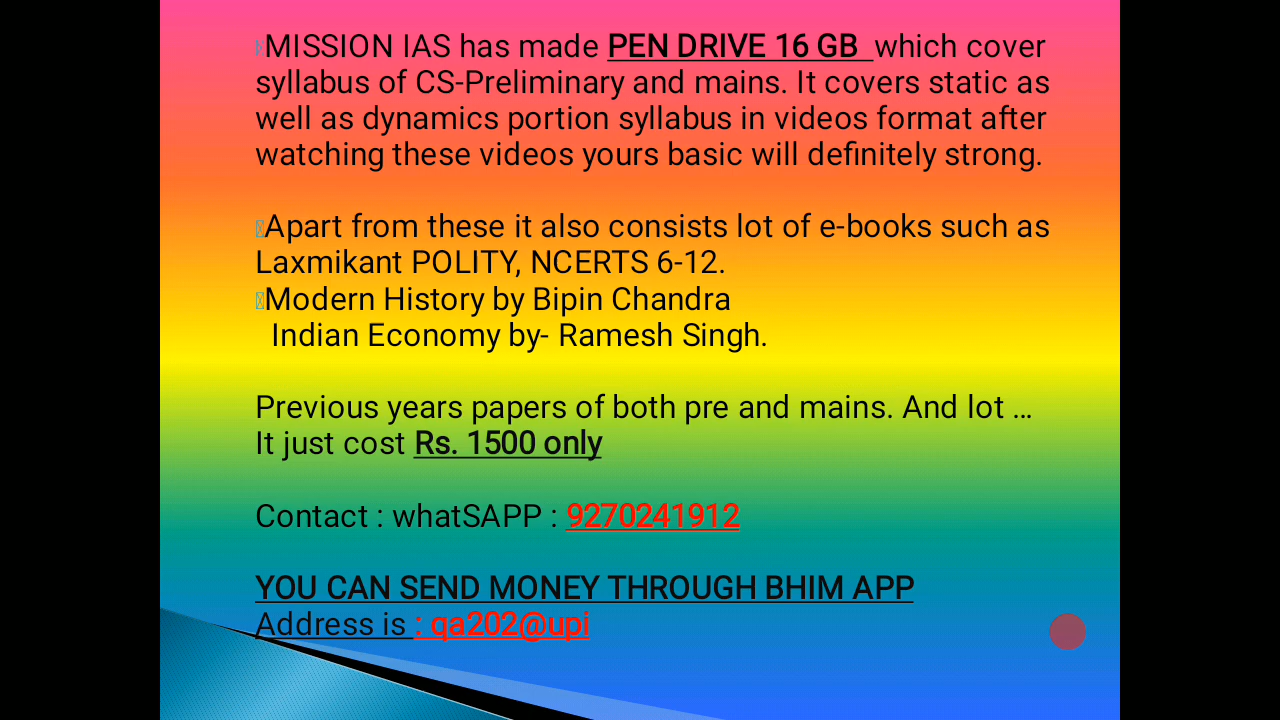 MISSION IAS has made PEN DRIVE 16 GB which cover
syllabus of CS-Preliminary and mains. It covers static as
well as dynamics portion syllabus in videos format after
watching these videos yours basic will definitely strong.
Apart from these it also consists lot of e-books such as
Laxmikant POLITY, NCERTS 6-12.
Modern History by Bipin Chandra
Indian Economy by- Ramesh Singh.
Previous years papers of both pre and mains. And lot ...
It just cost Rs. 1500 only
Contact : whatSAPP : 9270241912
YOU CAN SEND MONEY THROUGH BHIM APP
Address is : qa202@upi